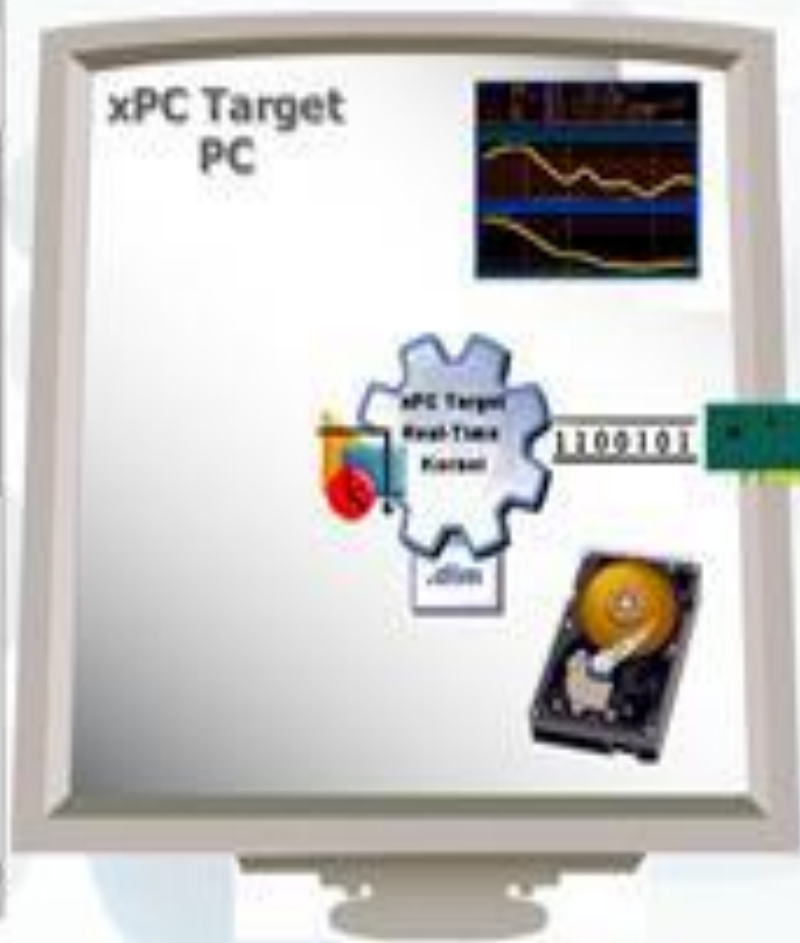 xPC Target
PC
xPC Target
Real-Time
Kernel
1100101
.dlm